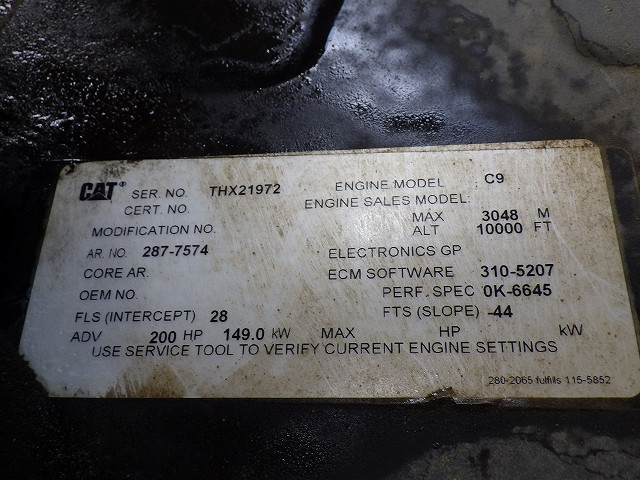 CAT® SER. NO. THX21972 ENGINE MODEL C9
CERT. NO. ENGINE SALES MODEL:
MODIFICATION NO. MAX ALT 3048 M 10000 FT
AR. NO. 287-7574 ELECTRONICS GP
CORE AR. ECM SOFTWARE 310-5207
OEM NO. PERF. SPEC 0K-6645
FLS (INTERCEPT) 28 FTS (SLOPE) -44
ADV 200 HP 149.0 kW MAX HP kW
USE SERVICE TOOL TO VERIFY CURRENT ENGINE SETTINGS
280-2065 fulfills 115-5852